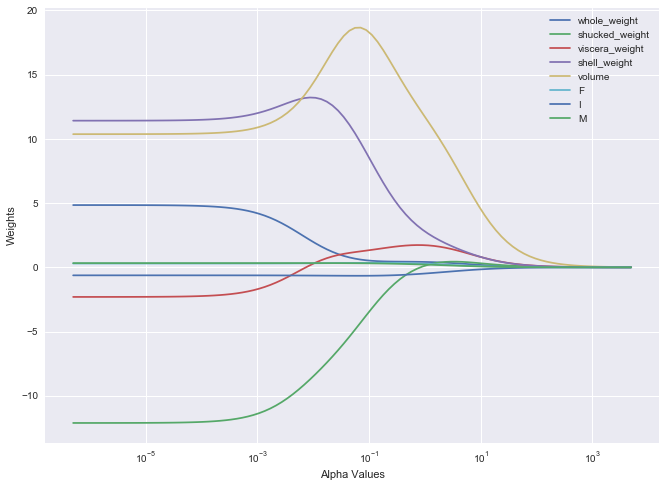 20
15
10
5
0
−5
−10
Weights
10^-5
10^-3
10^-1
10^1
10^3
Alpha Values
whole_weight
shucked_weight
viscera_weight
shell_weight
volume
F
I
M